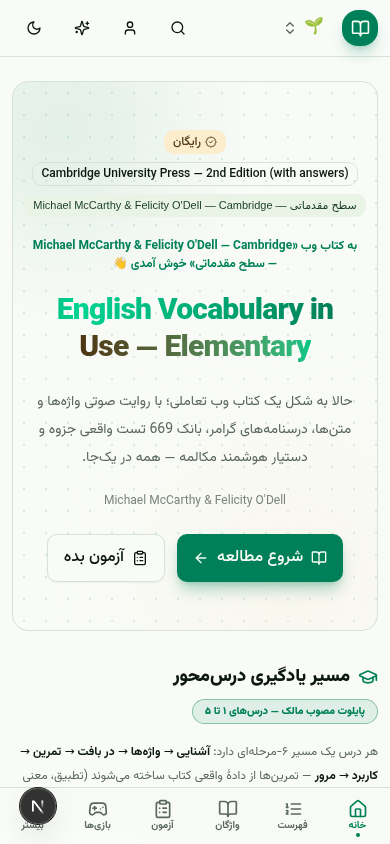 رایگان
Cambridge University Press — 2nd Edition (with answers)
Michael McCarthy & Felicity O'Dell — Cambridge — سطح مقدماتی
به کتاب وب «Michael McCarthy & Felicity O'Dell — Cambridge
— سطح مقدماتی» خوش آمدی 👋
English Vocabulary in
Use — Elementary
حالا به شکل یک کتاب وب تعاملی؛ با روایت صوتی واژه‌ها و
متن‌ها، درسنامه‌های گرامر، بانک 669 تست واقعی جزوه و
دستیار هوشمند مکالمه — همه در یک‌جا.
Michael McCarthy & Felicity O'Dell
شروع مطالعه
آزمون بده
مسیر یادگیری درس‌محور
پایلوت مصوب مالک — درس‌های ۱ تا ۵
هر درس یک مسیر ۶-مرحله‌ای دارد: آشنایی → واژه‌ها → در بافت → تمرین →
کاربرد → مرور — تمرین‌ها از دادهٔ واقعی کتاب ساخته می‌شوند (تطبیق، معنی
خانه
فهرست
واژگان
آزمون
بازی‌ها
بیشتر
N